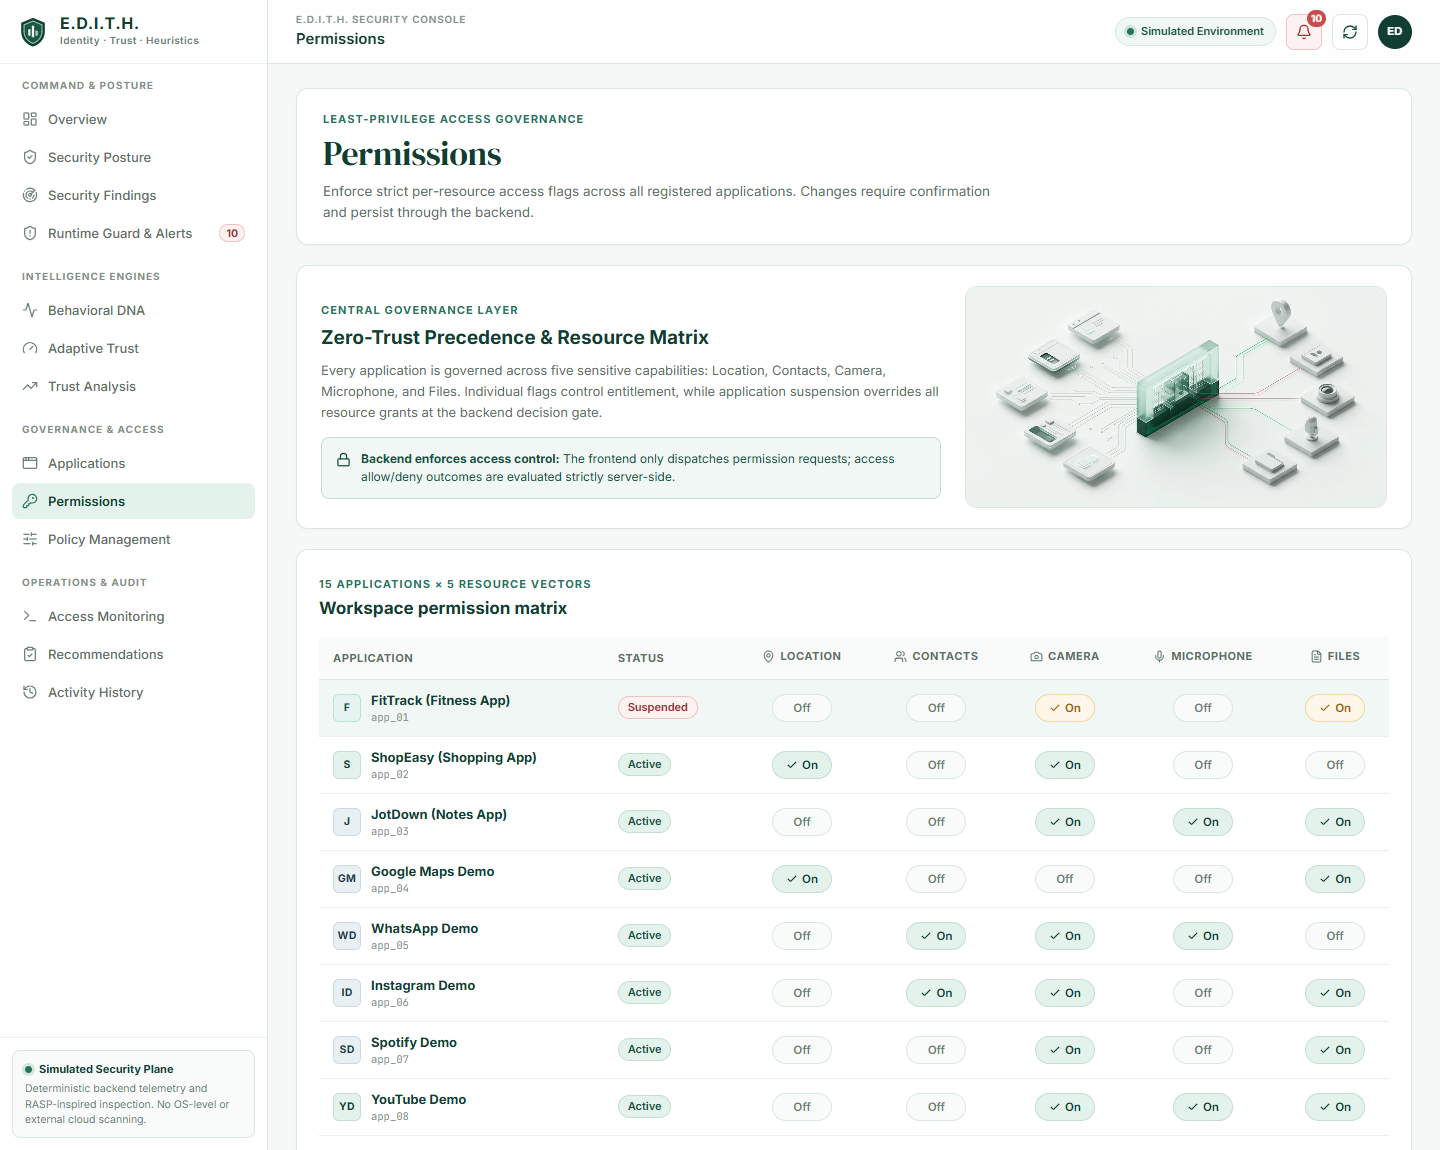 E.D.I.T.H.
Identity · Trust · Heuristics
COMMAND & POSTURE
Overview
Security Posture
Security Findings
Runtime Guard & Alerts 10
INTELLIGENCE ENGINES
Behavioral DNA
Adaptive Trust
Trust Analysis
GOVERNANCE & ACCESS
Applications
Permissions
Policy Management
OPERATIONS & AUDIT
Access Monitoring
Recommendations
Activity History
Simulated Security Plane
Deterministic backend telemetry and
RASP-inspired inspection. No OS-level or
external cloud scanning.
E.D.I.T.H. SECURITY CONSOLE
Permissions
Simulated Environment
10
ED
LEAST-PRIVILEGE ACCESS GOVERNANCE
Permissions
Enforce strict per-resource access flags across all registered applications. Changes require confirmation
and persist through the backend.
CENTRAL GOVERNANCE LAYER
Zero-Trust Precedence & Resource Matrix
Every application is governed across five sensitive capabilities: Location, Contacts, Camera,
Microphone, and Files. Individual flags control entitlement, while application suspension overrides all
resource grants at the backend decision gate.
Backend enforces access control: The frontend only dispatches permission requests; access
allow/deny outcomes are evaluated strictly server-side.
15 APPLICATIONS × 5 RESOURCE VECTORS
Workspace permission matrix
APPLICATION STATUS LOCATION CONTACTS CAMERA MICROPHONE FILES
F FitTrack (Fitness App) Suspended Off Off On Off On
app_01
S ShopEasy (Shopping App) Active On Off On Off Off
app_02
J JotDown (Notes App) Active Off Off On On On
app_03
GM Google Maps Demo Active On Off Off Off On
app_04
WD WhatsApp Demo Active Off On On On Off
app_05
ID Instagram Demo Active Off On On Off On
app_06
SD Spotify Demo Active Off Off On Off On
app_07
YD YouTube Demo Active Off Off On On On
app_08